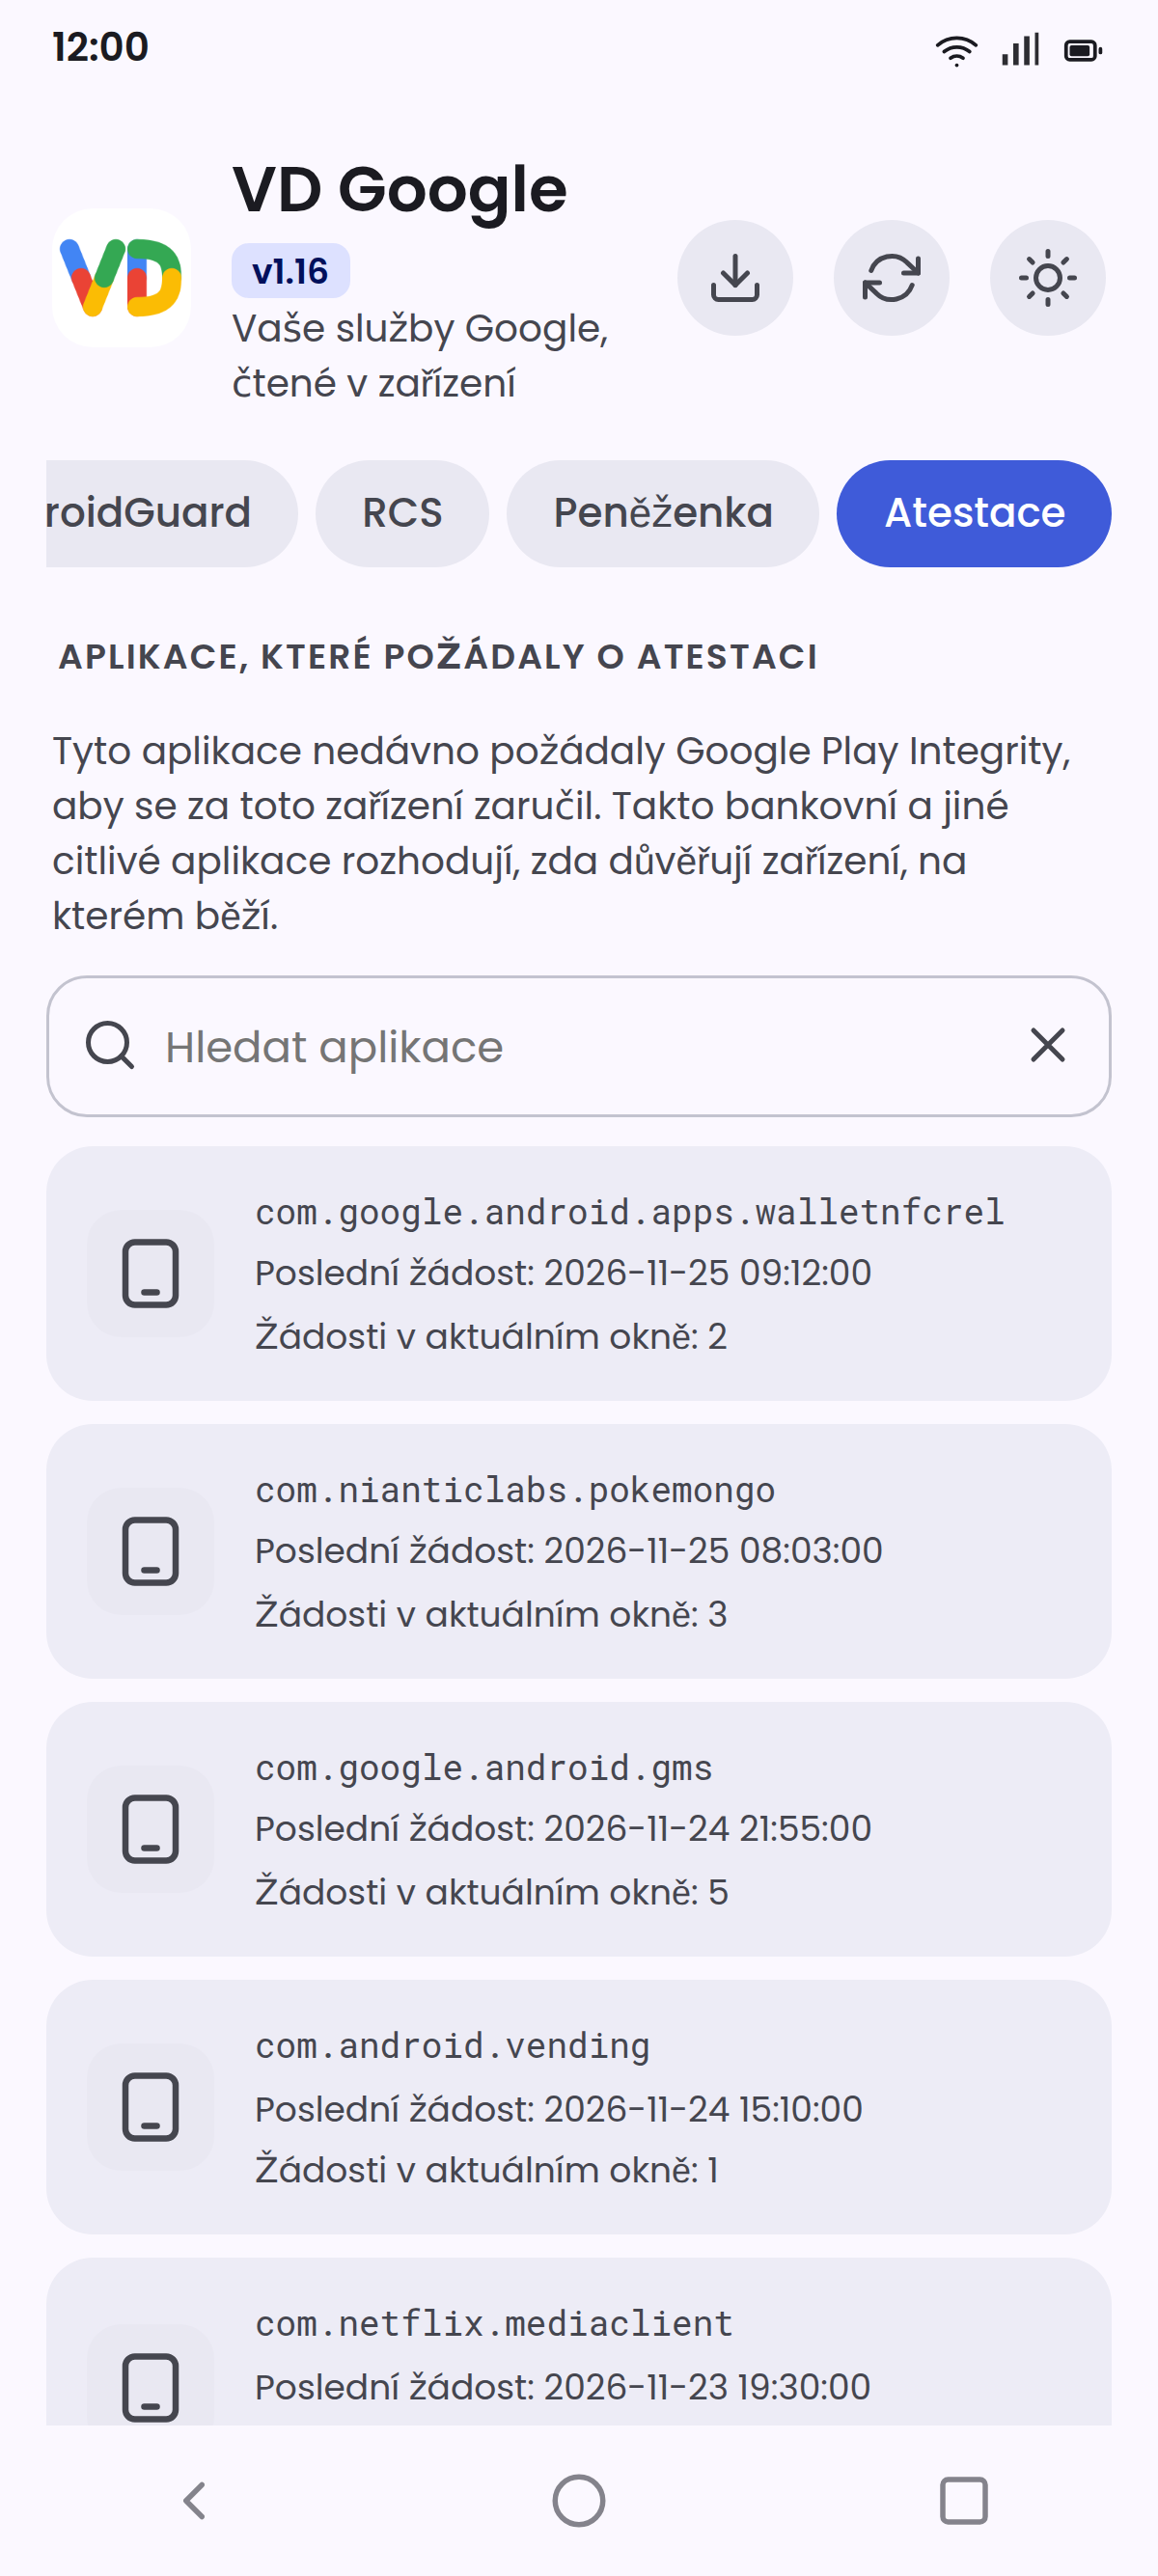 12:00
VD Google
v1.16
Vaše služby Google,
čtené v zařízení
VD
roidGuard
RCS
Peněženka
Atestace
APLIKACE, KTERÉ POŽÁDALY O ATESTACI
Tyto aplikace nedávno požádaly Google Play Integrity,
aby se za toto zařízení zaručil. Takto bankovní a jiné
citlivé aplikace rozhodují, zda důvěřují zařízení, na
kterém běží.
Hledat aplikace
com.google.android.apps.walletnfcrel
Poslední žádost: 2026-11-25 09:12:00
Žádosti v aktuálním okně: 2
com.nianticlabs.pokemongo
Poslední žádost: 2026-11-25 08:03:00
Žádosti v aktuálním okně: 3
com.google.android.gms
Poslední žádost: 2026-11-24 21:55:00
Žádosti v aktuálním okně: 5
com.android.vending
Poslední žádost: 2026-11-24 15:10:00
Žádosti v aktuálním okně: 1
com.netflix.mediaclient
Poslední žádost: 2026-11-23 19:30:00